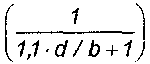 (1 / (1,1 · d / b + 1))